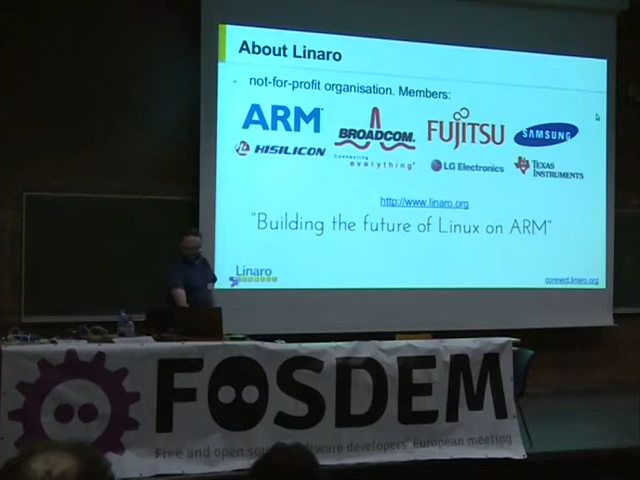 About Linaro
not-for-profit organisation. Members:
ARM BROADCOM. FUJITSU SAMSUNG
HISILICON Connecting everything LG Electronics TEXAS INSTRUMENTS
http://www.linaro.org
"Building the future of Linux on ARM"
Linaro connect.linaro.org
FOSDEM
Free and open source software developers' European meeting